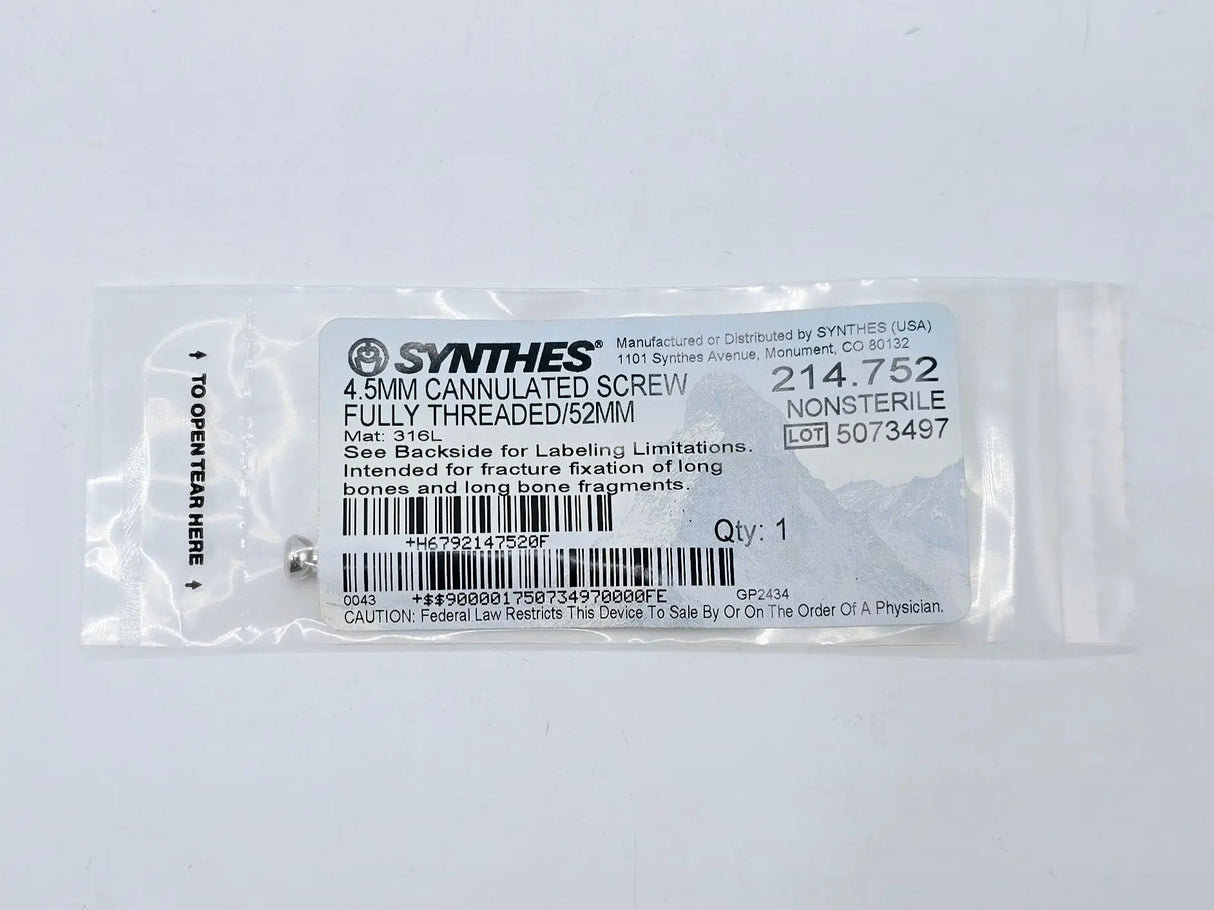 ↑ TO OPEN TEAR HERE ↓
SYNTHES®
Manufactured or Distributed by SYNTHES (USA)
1101 Synthes Avenue, Monument, CO 80132
4.5MM CANNULATED SCREW
FULLY THREADED/52MM
214.752
NONSTERILE
LOT 5073497
Mat: 316L
See Backside for Labeling Limitations.
Intended for fracture fixation of long
bones and long bone fragments.
+H6792147520F
Qty: 1
0043 +$$9000001750734970000FE GP2434
CAUTION: Federal Law Restricts This Device To Sale By Or On The Order Of A Physician.